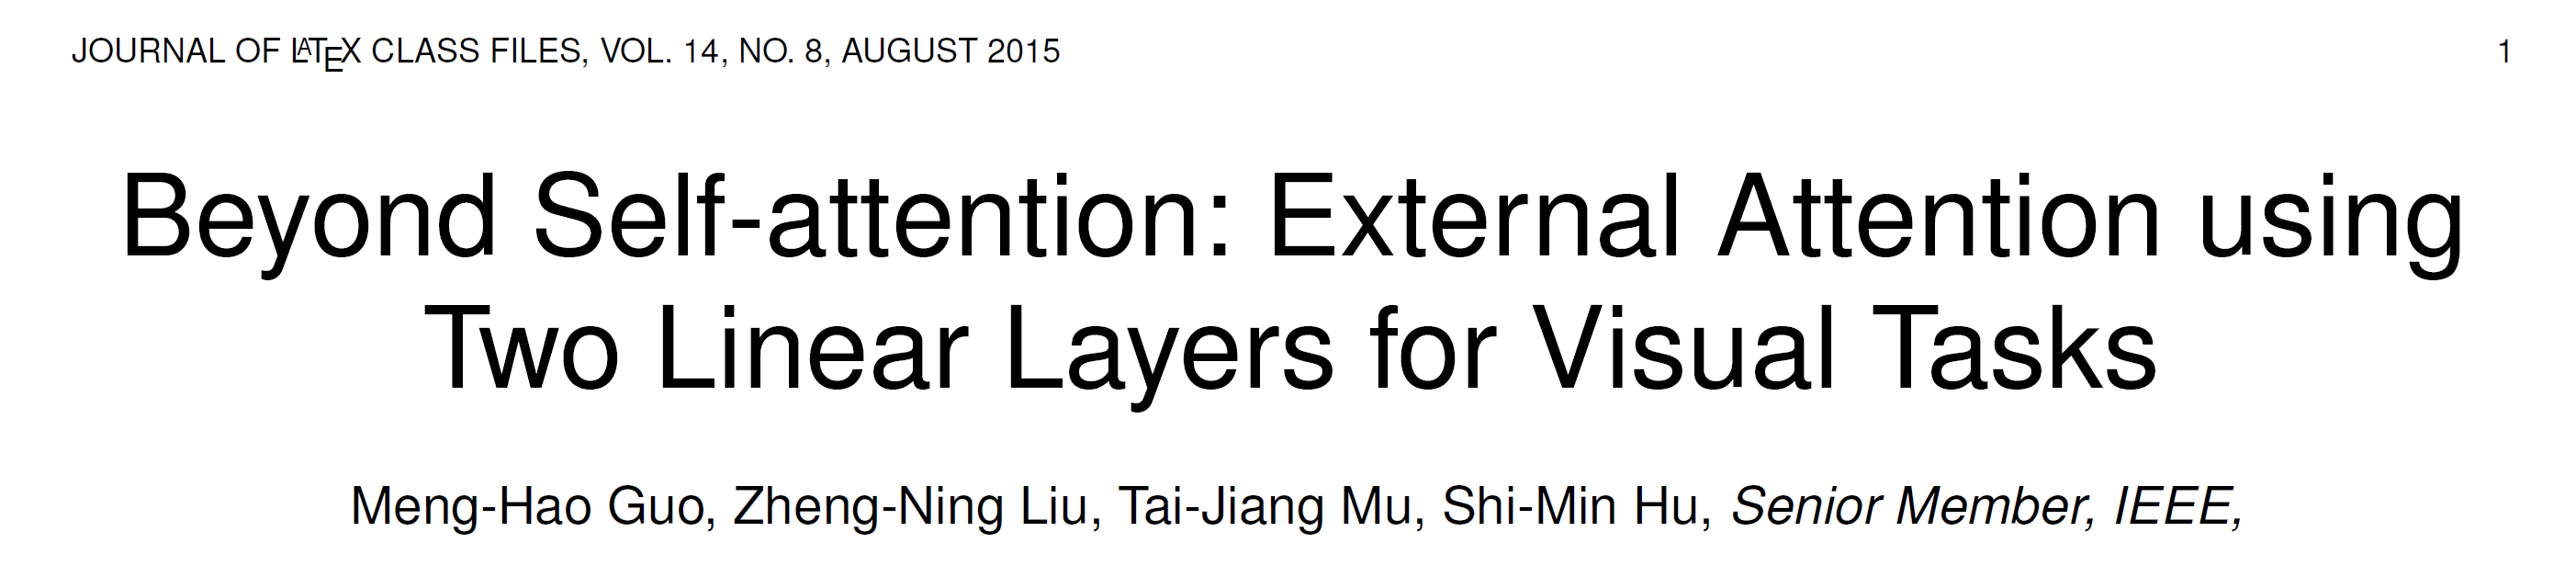 JOURNAL OF LATEX CLASS FILES, VOL. 14, NO. 8, AUGUST 2015 1
Beyond Self-attention: External Attention using
Two Linear Layers for Visual Tasks
Meng-Hao Guo, Zheng-Ning Liu, Tai-Jiang Mu, Shi-Min Hu, Senior Member, IEEE,